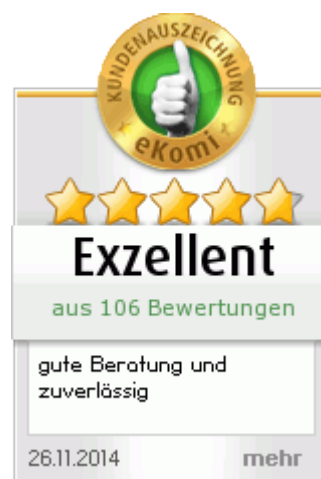 KUNDENAUSZEICHNUNG
eKomi
Exzellent
aus 106 Bewertungen
gute Beratung und
zuverlässig
26.11.2014 mehr